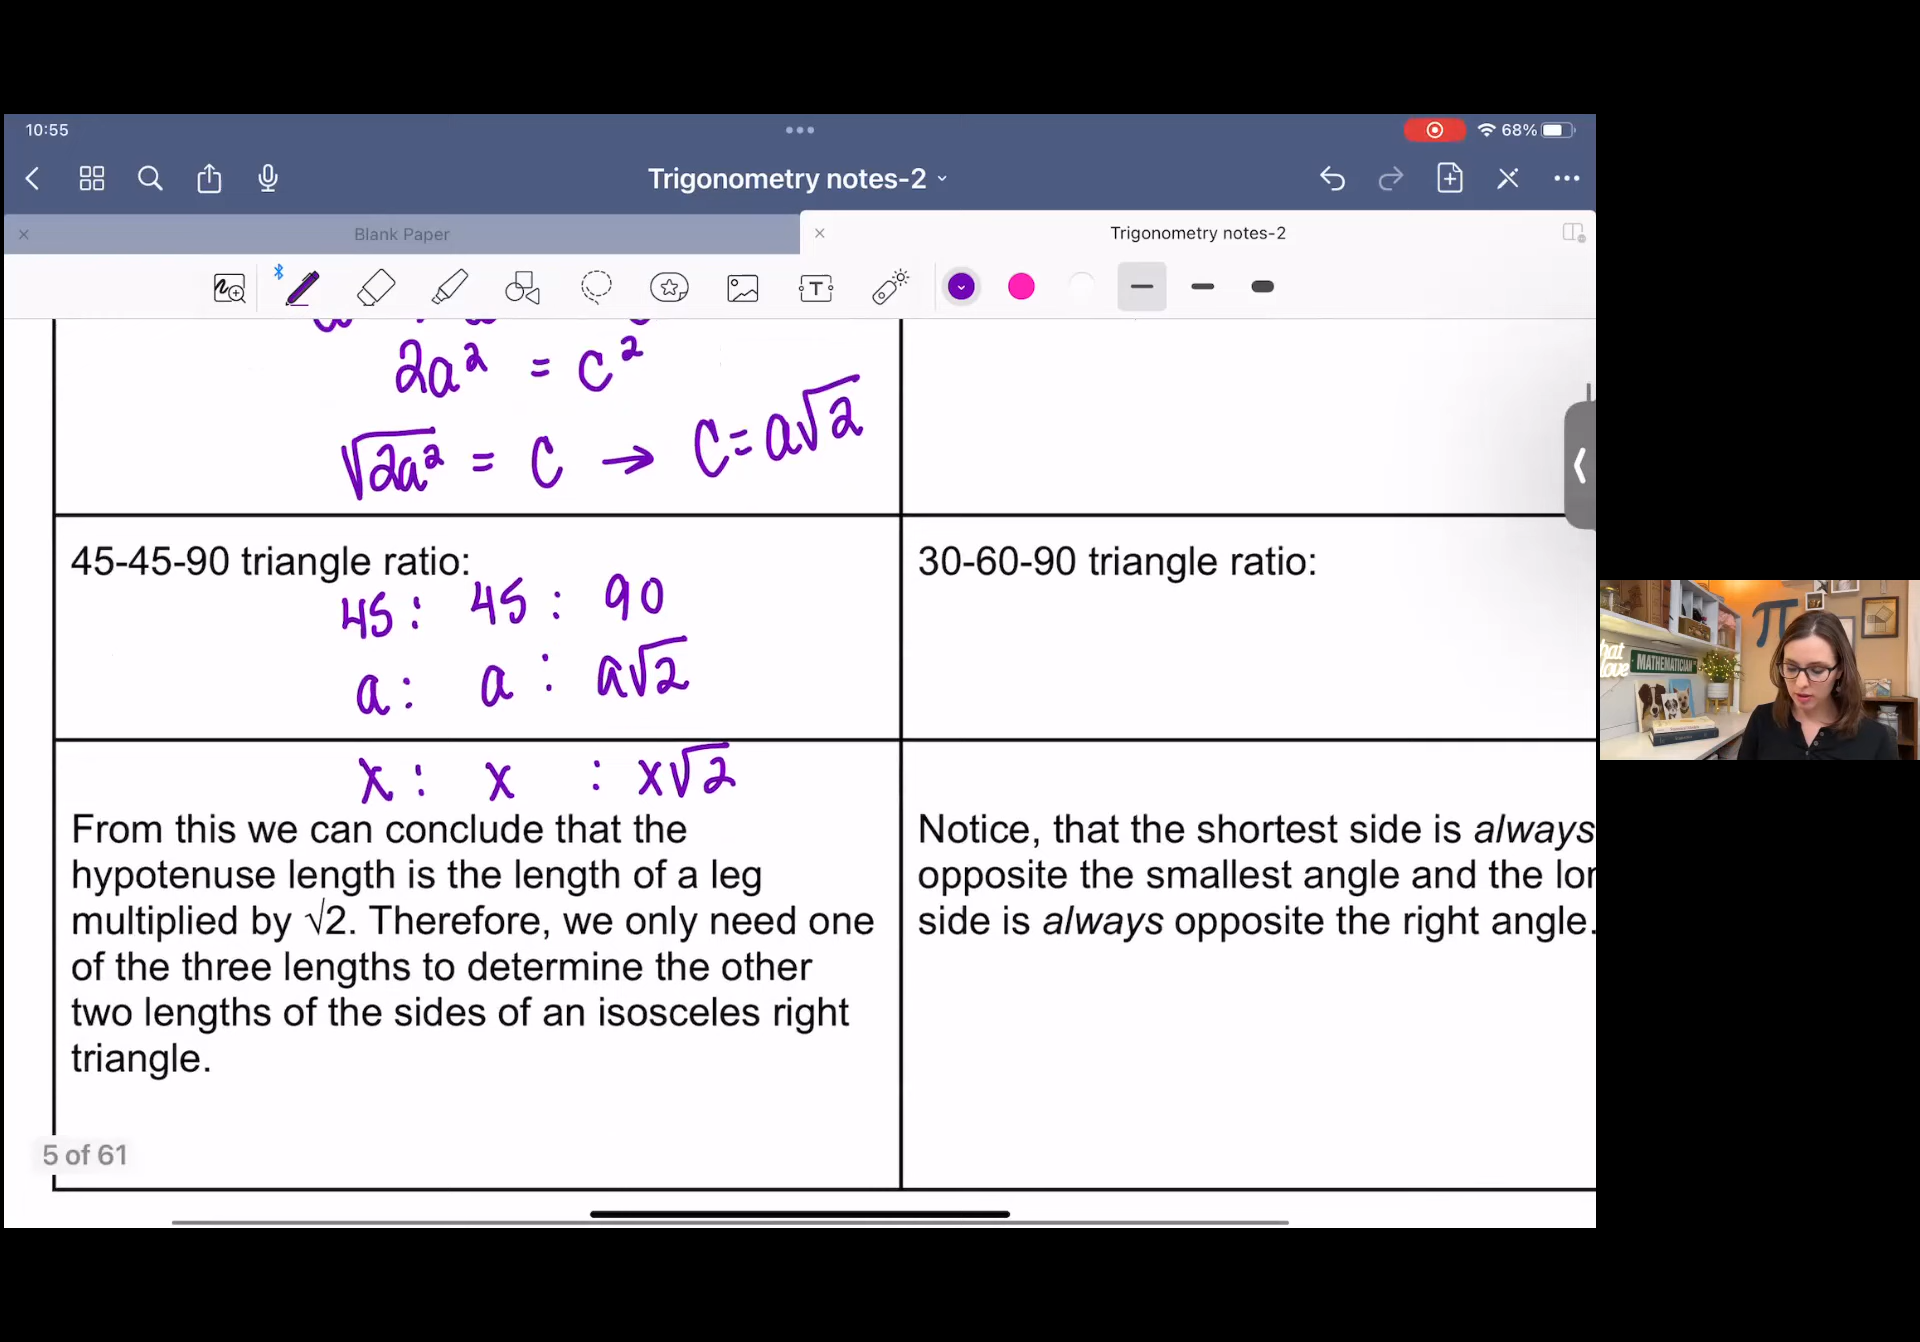 10:55
68%
Trigonometry notes-2
Blank Paper
Trigonometry notes-2
2a² = c²
√2a² = c → c = a√2
45-45-90 triangle ratio:
45 : 45 : 90
a : a : a√2
x : x : x√2
From this we can conclude that the
hypotenuse length is the length of a leg
multiplied by √2. Therefore, we only need one
of the three lengths to determine the other
two lengths of the sides of an isosceles right
triangle.
5 of 61
30-60-90 triangle ratio:
Notice, that the shortest side is always
opposite the smallest angle and the lon
side is always opposite the right angle.
MATHEMATICIAN
π